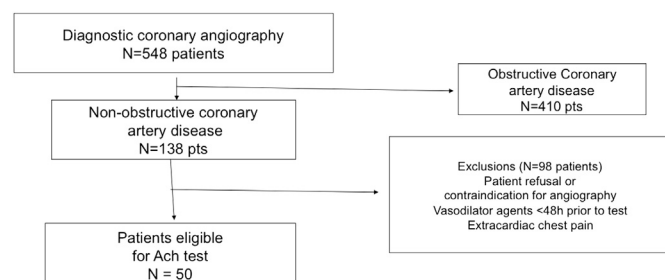 Diagnostic coronary angiography
N=548 patients
Obstructive Coronary
artery disease
N=410 pts
Non-obstructive coronary
artery disease
N=138 pts
Exclusions (N=98 patients)
Patient refusal or
contraindication for angiography
Vasodilator agents <48h prior to test
Extracardiac chest pain
Patients eligible
for Ach test
N = 50